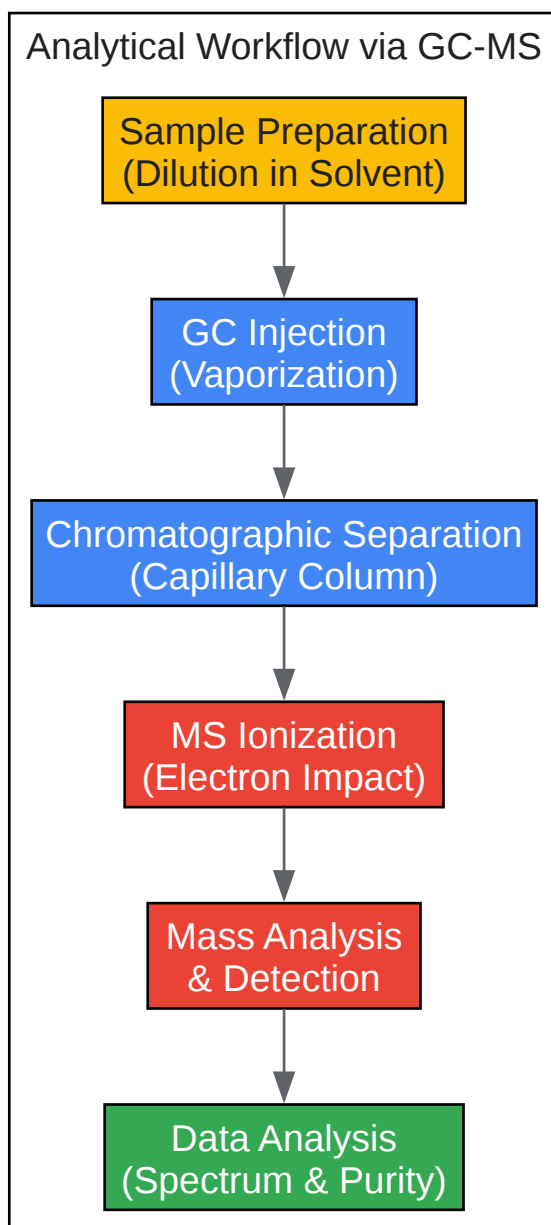 Analytical Workflow via GC-MS
Sample Preparation
(Dilution in Solvent)
GC Injection
(Vaporization)
Chromatographic Separation
(Capillary Column)
MS Ionization
(Electron Impact)
Mass Analysis
& Detection
Data Analysis
(Spectrum & Purity)